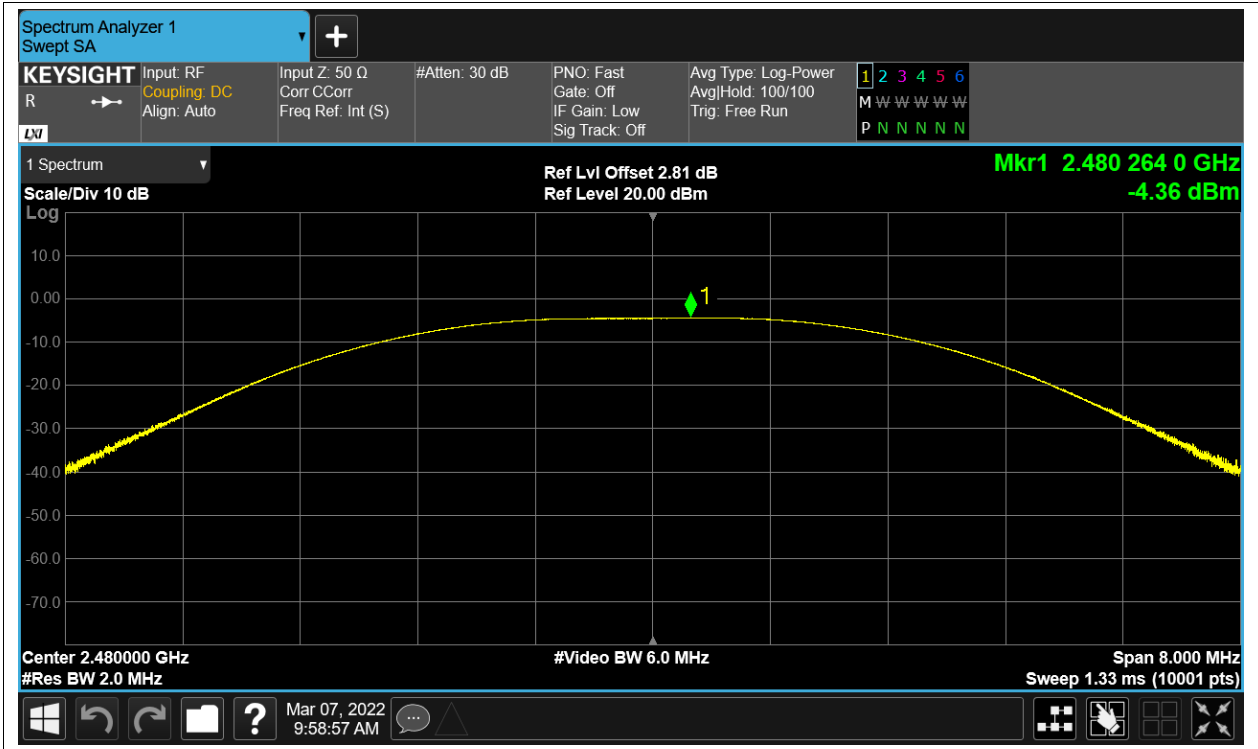 Spectrum Analyzer 1
Swept SA
KEYSIGHT
R
LXI
Input: RF
Coupling: DC
Align: Auto
Input Z: 50 Ω
Corr CCorr
Freq Ref: Int (S)
#Atten: 30 dB
PNO: Fast
Gate: Off
IF Gain: Low
Sig Track: Off
Avg Type: Log-Power
Avg|Hold: 100/100
Trig: Free Run
1 2 3 4 5 6
M W W W W W
P N N N N N
1 Spectrum
Scale/Div 10 dB
Log
Ref Lvl Offset 2.81 dB
Ref Level 20.00 dBm
Mkr1 2.480 264 0 GHz
-4.36 dBm
10.0
0.00
1
-10.0
-20.0
-30.0
-40.0
-50.0
-60.0
-70.0
Center 2.480000 GHz
#Video BW 6.0 MHz
Span 8.000 MHz
#Res BW 2.0 MHz
Sweep 1.33 ms (10001 pts)
?
Mar 07, 2022
9:58:57 AM